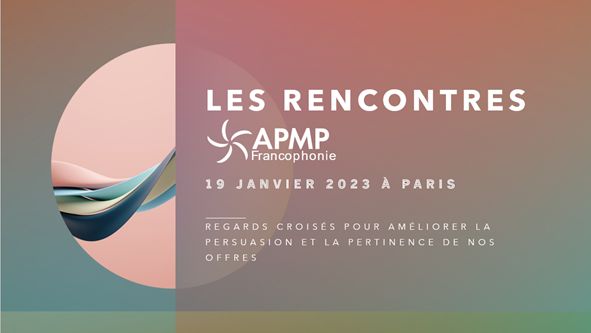 LES RENCONTRES
APMP
Francophonie
19 JANVIER 2023 À PARIS
REGARDS CROISÉS POUR AMÉLIORER LA
PERSUASION ET LA PERTINENCE DE NOS
OFFRES